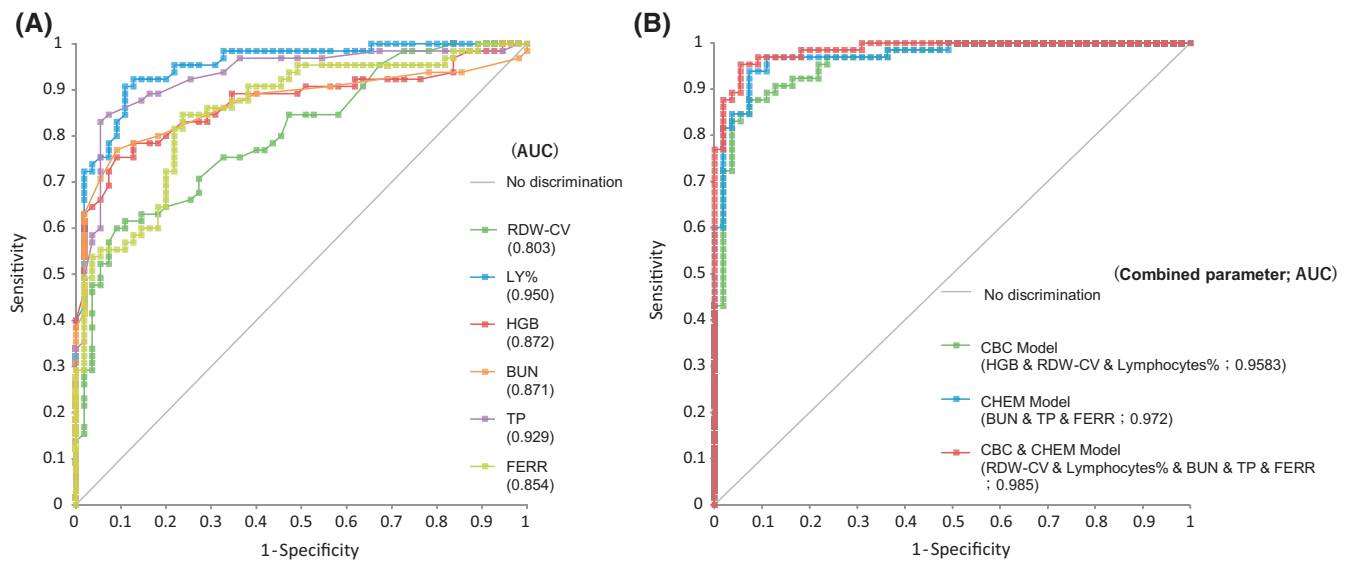 (A)
1
0.9
0.8
0.7
0.6
0.5
0.4
0.3
0.2
0.1
0
Sensitivity
0 0.1 0.2 0.3 0.4 0.5 0.6 0.7 0.8 0.9 1
1-Specificity
(AUC)
No discrimination
RDW-CV
(0.803)
LY%
(0.950)
HGB
(0.872)
BUN
(0.871)
TP
(0.929)
FERR
(0.854)
(B)
1
0.9
0.8
0.7
0.6
0.5
0.4
0.3
0.2
0.1
0
Sensitivity
0 0.1 0.2 0.3 0.4 0.5 0.6 0.7 0.8 0.9 1
1-Specificity
(Combined parameter; AUC)
No discrimination
CBC Model
(HGB & RDW-CV & Lymphocytes% ; 0.9583)
CHEM Model
(BUN & TP & FERR ; 0.972)
CBC & CHEM Model
(RDW-CV & Lymphocytes% & BUN & TP & FERR
; 0.985)